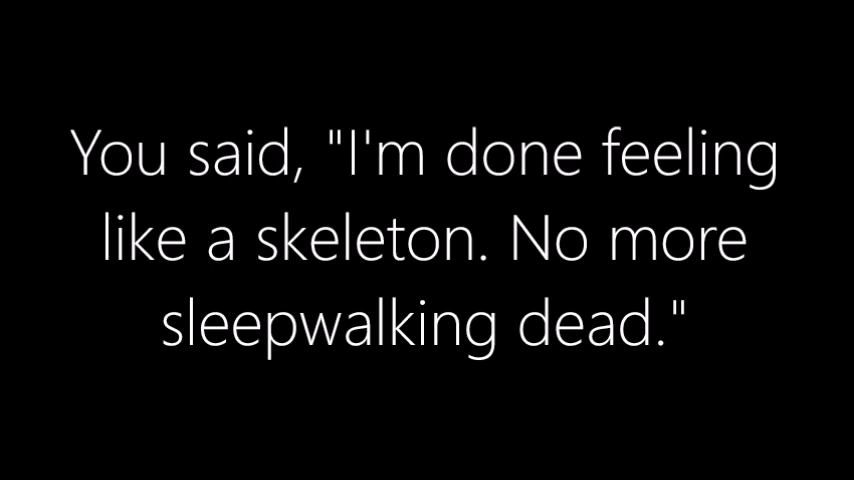 You said, "I'm done feeling
like a skeleton. No more
sleepwalking dead."